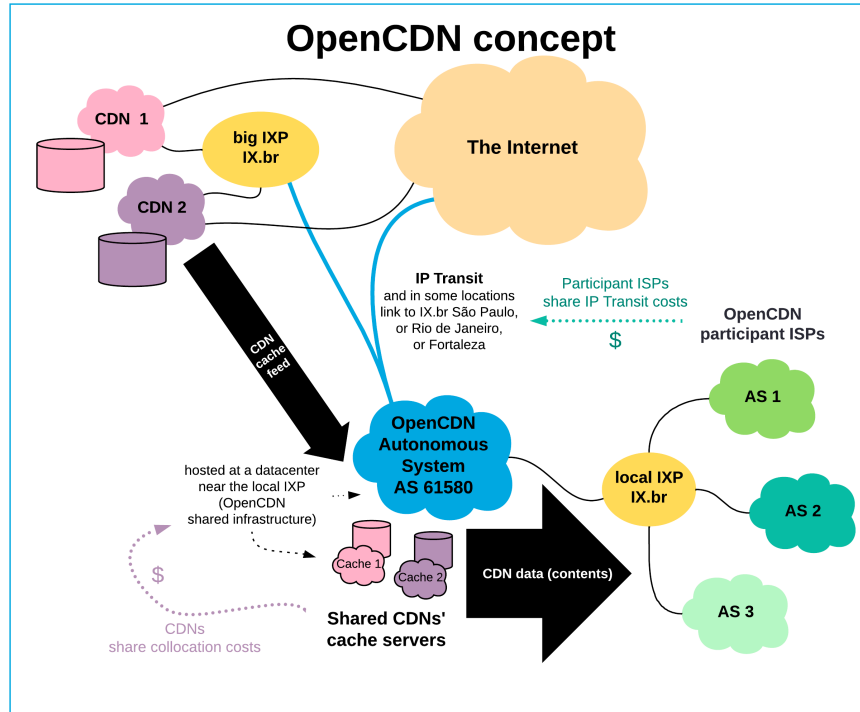 OpenCDN concept
CDN  1
big IXP
IX.br
The Internet
CDN 2
IP Transit
and in some locations
link to IX.br São Paulo,
or Rio de Janeiro,
or Fortaleza
Participant ISPs
share IP Transit costs
$
OpenCDN
participant ISPs
CDN
cache
feed
AS 1
OpenCDN
Autonomous
System
AS 61580
local IXP
IX.br
AS 2
hosted at a datacenter
near the local IXP
(OpenCDN
shared infrastructure)
Cache 1
Cache 2
CDN data (contents)
$
AS 3
Shared CDNs'
cache servers
CDNs
share collocation costs